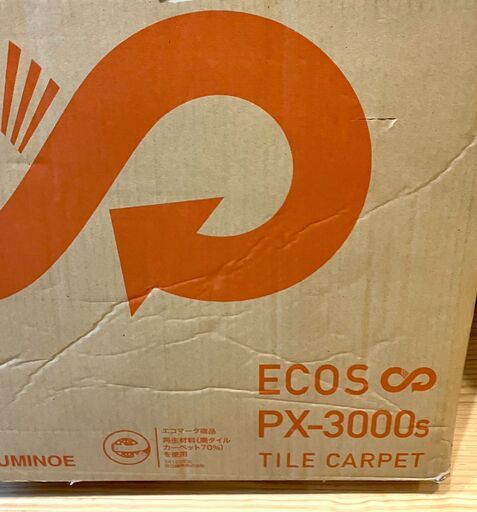 ECOS
PX-3000s
TILE CARPET
エコマーク商品
再生材料(廃タイル
カーペット70%)
を使用
UMINOE